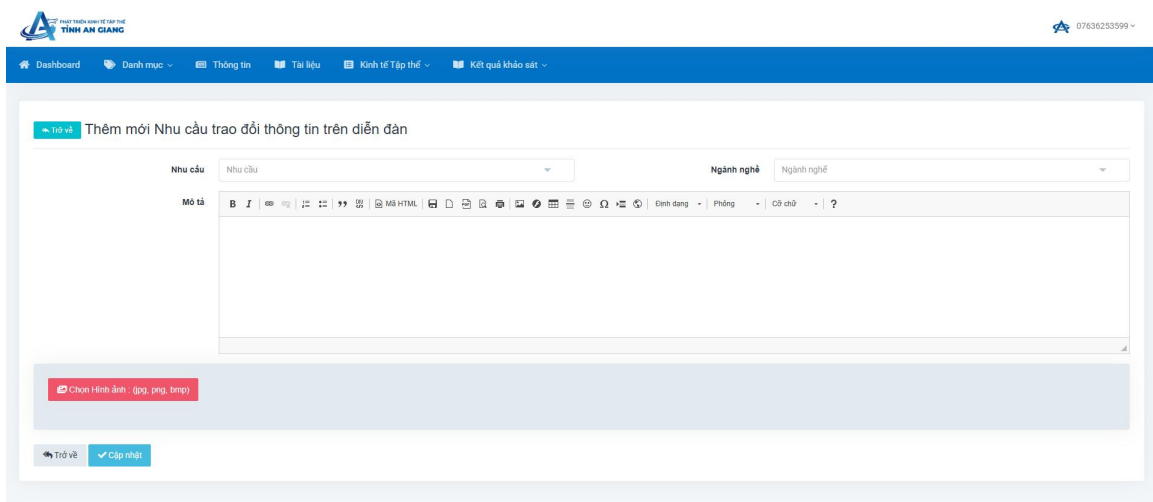 PHÁT TRIỂN KINH TẾ TẬP THỂ
TỈNH AN GIANG
07636253599
Dashboard Danh mục Thông tin Tài liệu Kinh tế Tập thể Kết quả khảo sát
Trở về Thêm mới Nhu cầu trao đổi thông tin trên diễn đàn
Nhu cầu Nhu cầu Ngành nghề Ngành nghề
Mô tả B I Mã HTML Định dạng Phông Cỡ chữ ?
Chọn Hình ảnh : (jpg, png, bmp)
Trở về Cập nhật